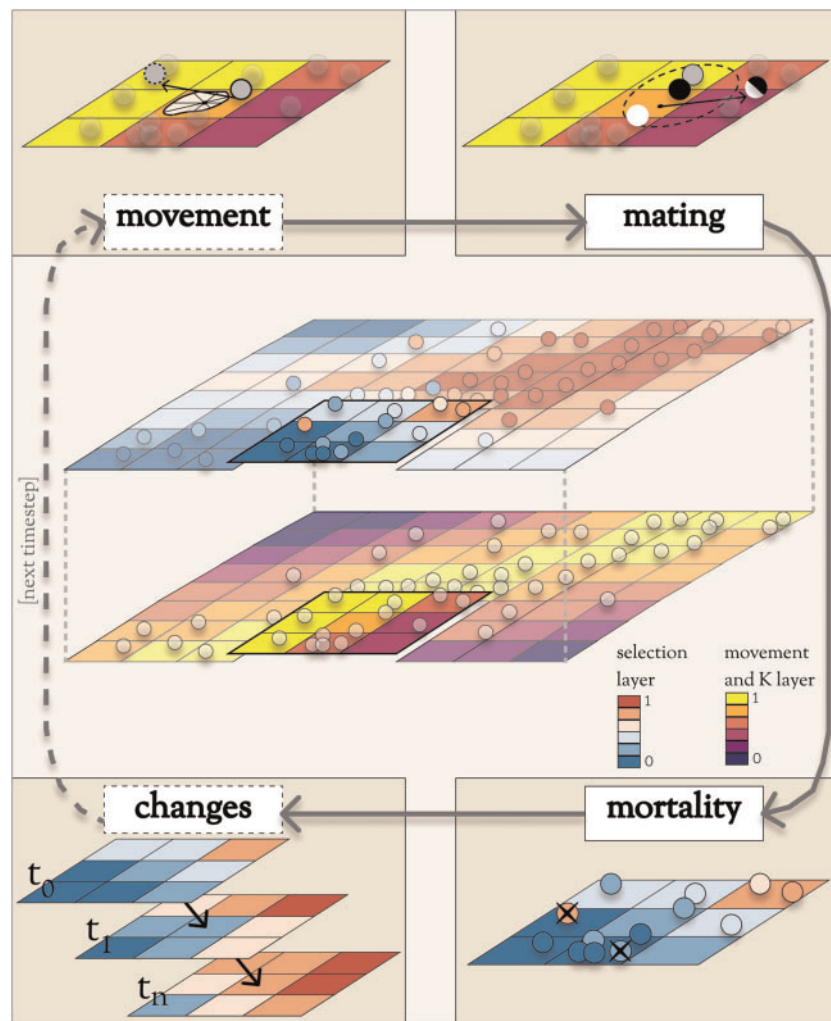 movement
mating
[next timestep]
selection
layer
1
0
movement
and K layer
1
0
changes
mortality
t0
t1
tn